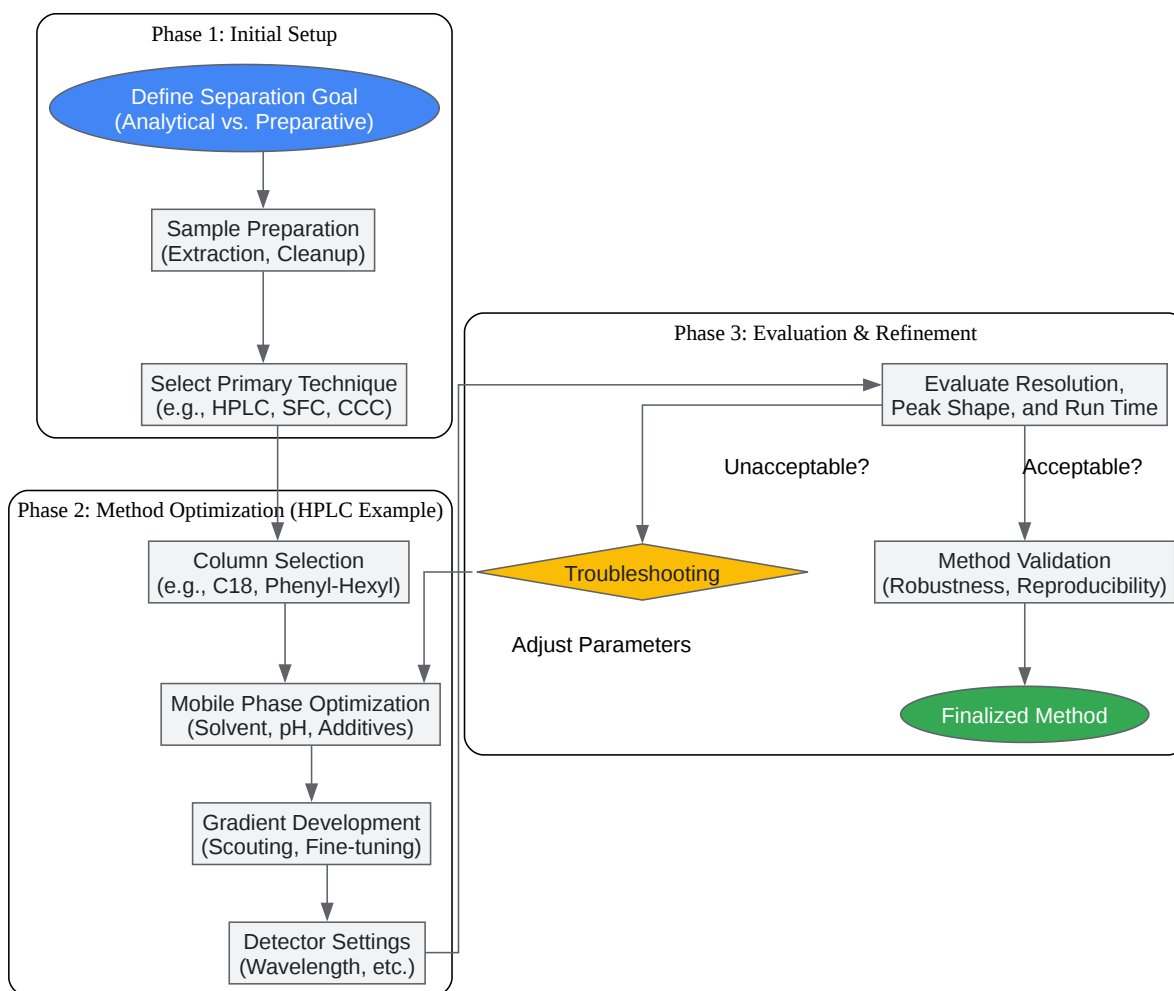 Phase 1: Initial Setup
Define Separation Goal
(Analytical vs. Preparative)
Sample Preparation
(Extraction, Cleanup)
Select Primary Technique
(e.g., HPLC, SFC, CCC)
Phase 2: Method Optimization (HPLC Example)
Column Selection
(e.g., C18, Phenyl-Hexyl)
Mobile Phase Optimization
(Solvent, pH, Additives)
Gradient Development
(Scouting, Fine-tuning)
Detector Settings
(Wavelength, etc.)
Phase 3: Evaluation & Refinement
Evaluate Resolution,
Peak Shape, and Run Time
Unacceptable?
Acceptable?
Troubleshooting
Adjust Parameters
Method Validation
(Robustness, Reproducibility)
Finalized Method